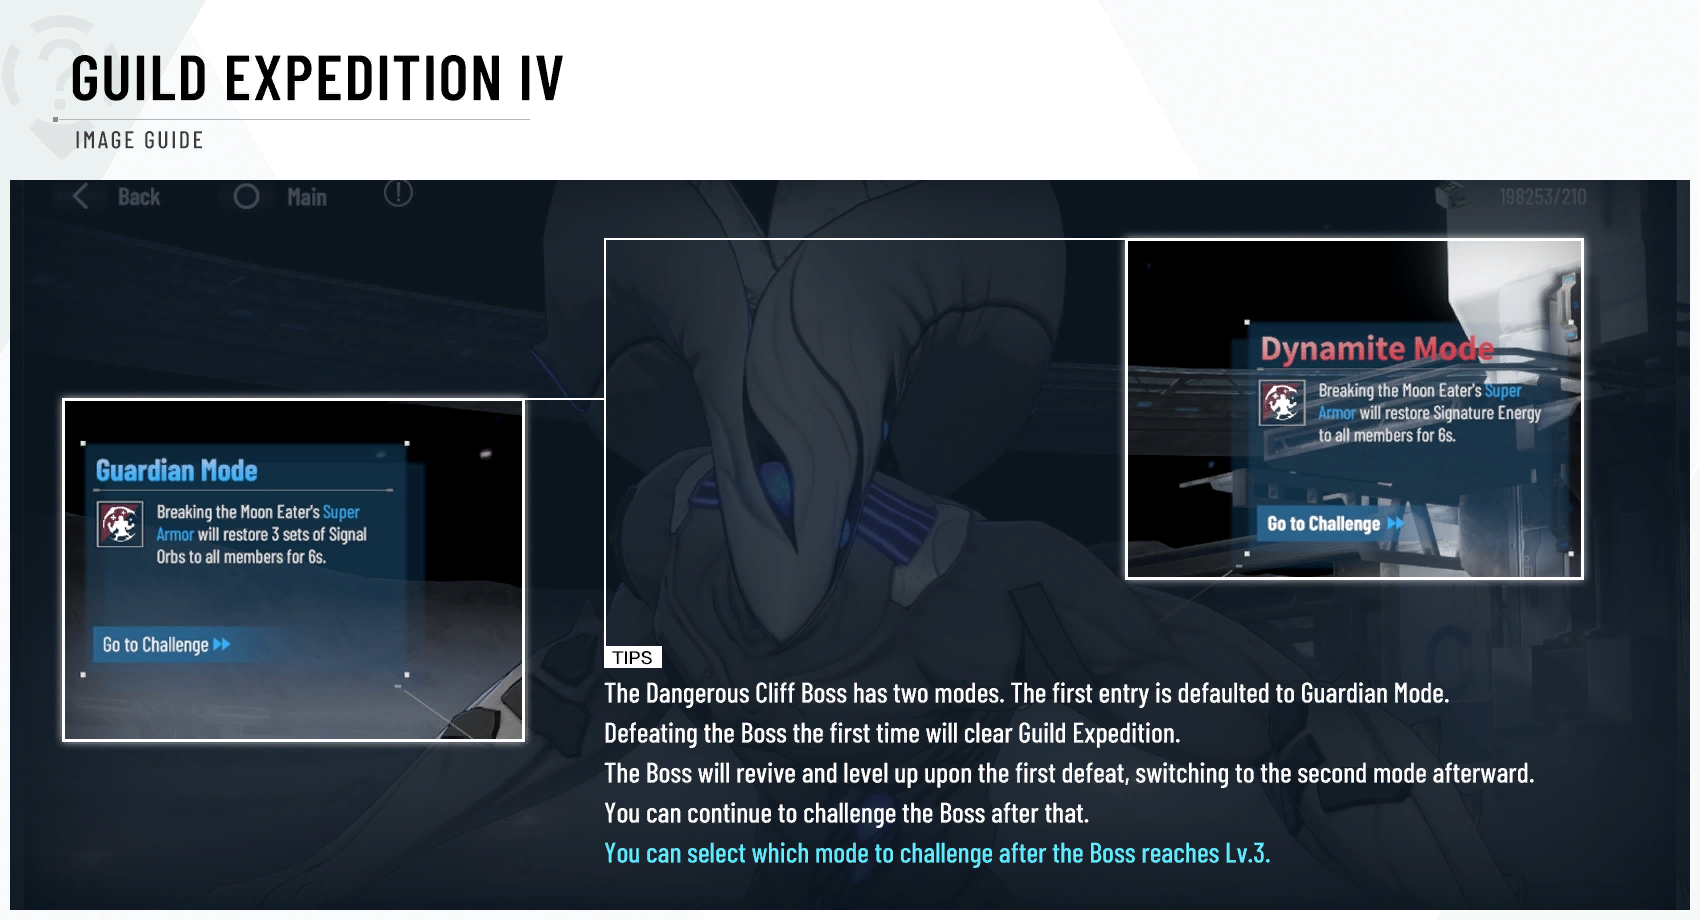 GUILD EXPEDITION IV
IMAGE GUIDE
Back
Main
198253/210
Dynamite Mode
Breaking the Moon Eater's Super
Armor will restore Signature Energy
to all members for 6s.
Go to Challenge
Guardian Mode
Breaking the Moon Eater's Super
Armor will restore 3 sets of Signal
Orbs to all members for 6s.
Go to Challenge
TIPS
The Dangerous Cliff Boss has two modes. The first entry is defaulted to Guardian Mode.
Defeating the Boss the first time will clear Guild Expedition.
The Boss will revive and level up upon the first defeat, switching to the second mode afterward.
You can continue to challenge the Boss after that.
You can select which mode to challenge after the Boss reaches Lv.3.